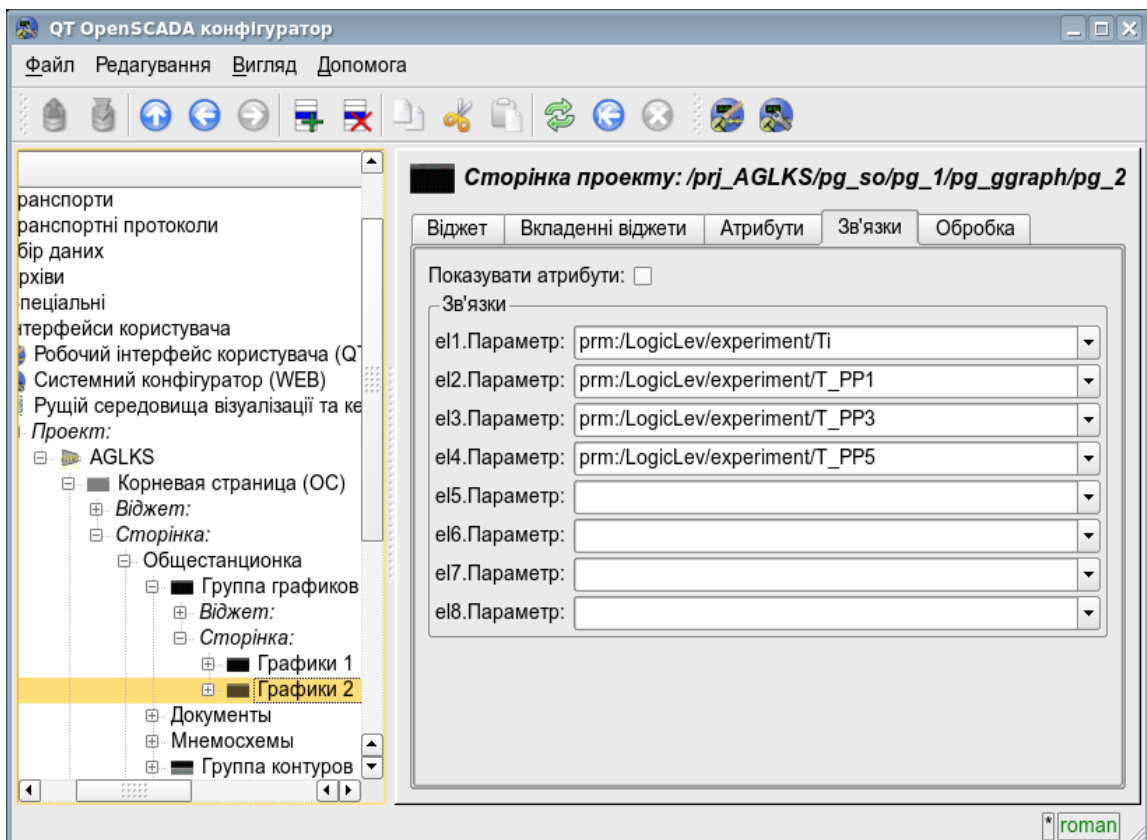 QT OpenSCADA конфігуратор
Файл Редагування Вигляд Допомога
ранспорти
ранспортні протоколи
бір даних
рхіви
пеціальні
нтерфейси користувача
Робочий інтерфейс користувача (QT
Системний конфігуратор (WEB)
Рущій середовища візуалізації та ке
Проект:
AGLKS
Корневая страница (ОС)
Віджет:
Сторінка:
Общестанционка
Группа графиков
Віджет:
Сторінка:
Графики 1
Графики 2
Документы
Мнемосхемы
Группа контуров
Сторінка проекту: /prj_AGLKS/pg_so/pg_1/pg_ggraph/pg_2
Віджет Вкладенні віджети Атрибути Зв'язки Обробка
Показувати атрибути:
Зв'язки
el1.Параметр: prm:/LogicLev/experiment/Ti
el2.Параметр: prm:/LogicLev/experiment/T_PP1
el3.Параметр: prm:/LogicLev/experiment/T_PP3
el4.Параметр: prm:/LogicLev/experiment/T_PP5
el5.Параметр:
el6.Параметр:
el7.Параметр:
el8.Параметр:
* roman